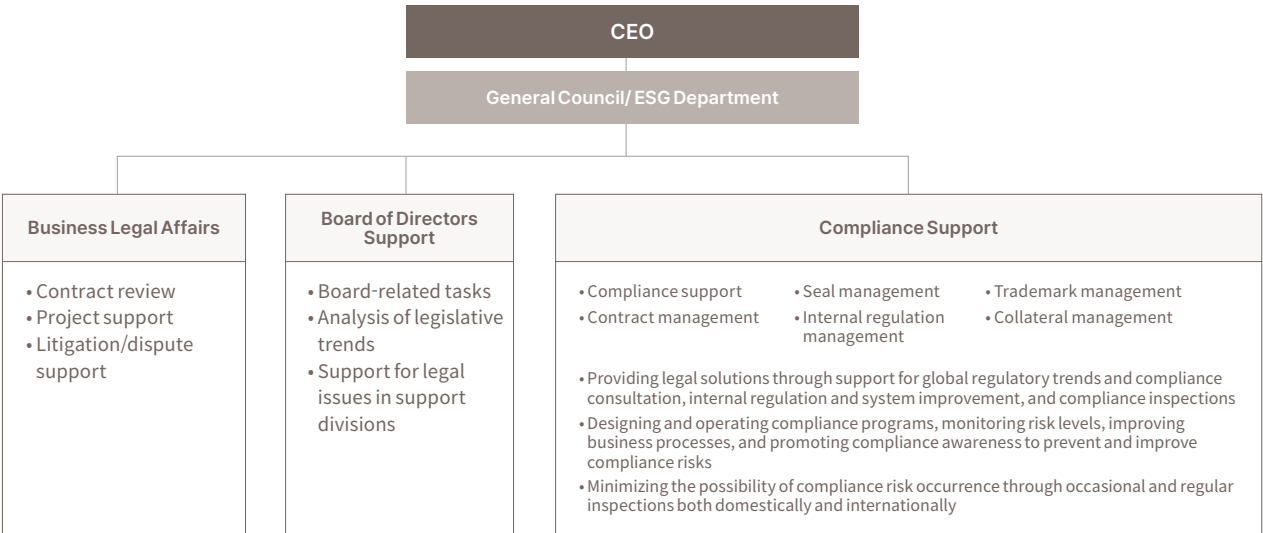 CEO
General Council/ ESG Department
Business Legal Affairs
• Contract review
• Project support
• Litigation/dispute
support
Board of Directors
Support
• Board-related tasks
• Analysis of legislative
trends
• Support for legal
issues in support
divisions
Compliance Support
• Compliance support
• Contract management
• Seal management
• Internal regulation
management
• Trademark management
• Collateral management
• Providing legal solutions through support for global regulatory trends and compliance
consultation, internal regulation and system improvement, and compliance inspections
• Designing and operating compliance programs, monitoring risk levels, improving
business processes, and promoting compliance awareness to prevent and improve
compliance risks
• Minimizing the possibility of compliance risk occurrence through occasional and regular
inspections both domestically and internationally